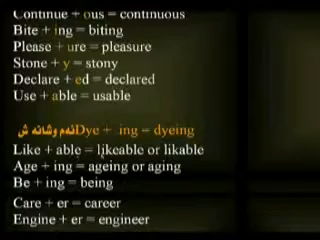 Continue + ous = continuous
Bite + ing = biting
Please + ure = pleasure
Stone + y = stony
Declare + ed = declared
Use + able = usable
ئەم وشانە ش Dye + ing = dyeing
Like + able = likeable or likable
Age + ing = ageing or aging
Be + ing = being
Care + er = career
Engine + er = engineer